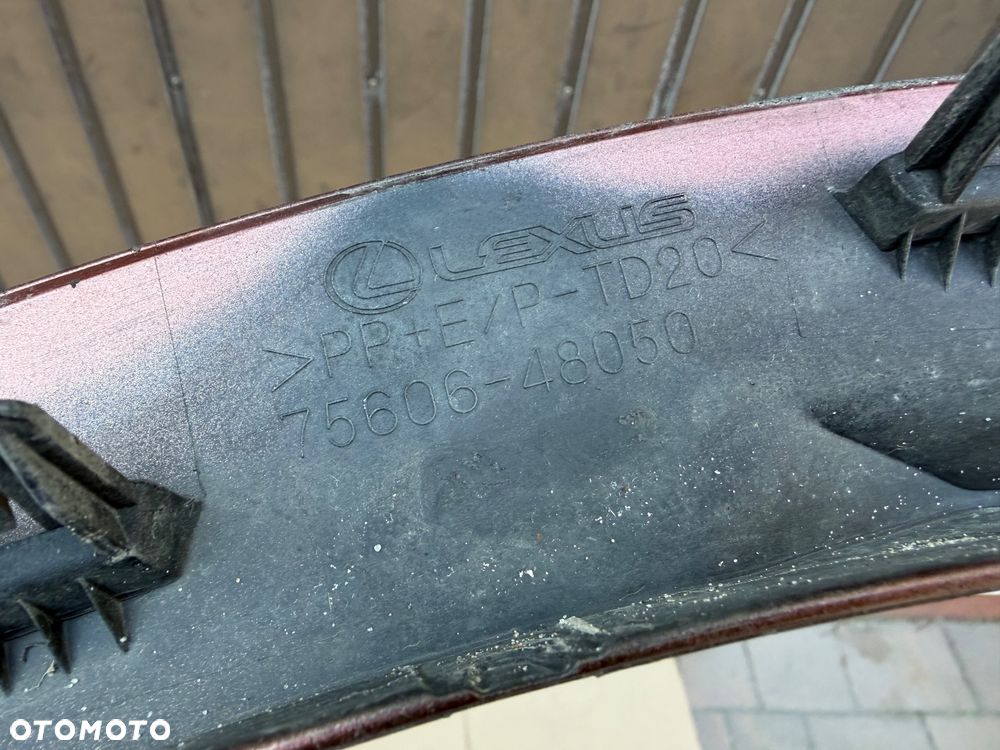 LEXUS
>PP+E/P-TD20<
75606-48050
OTOMOTO